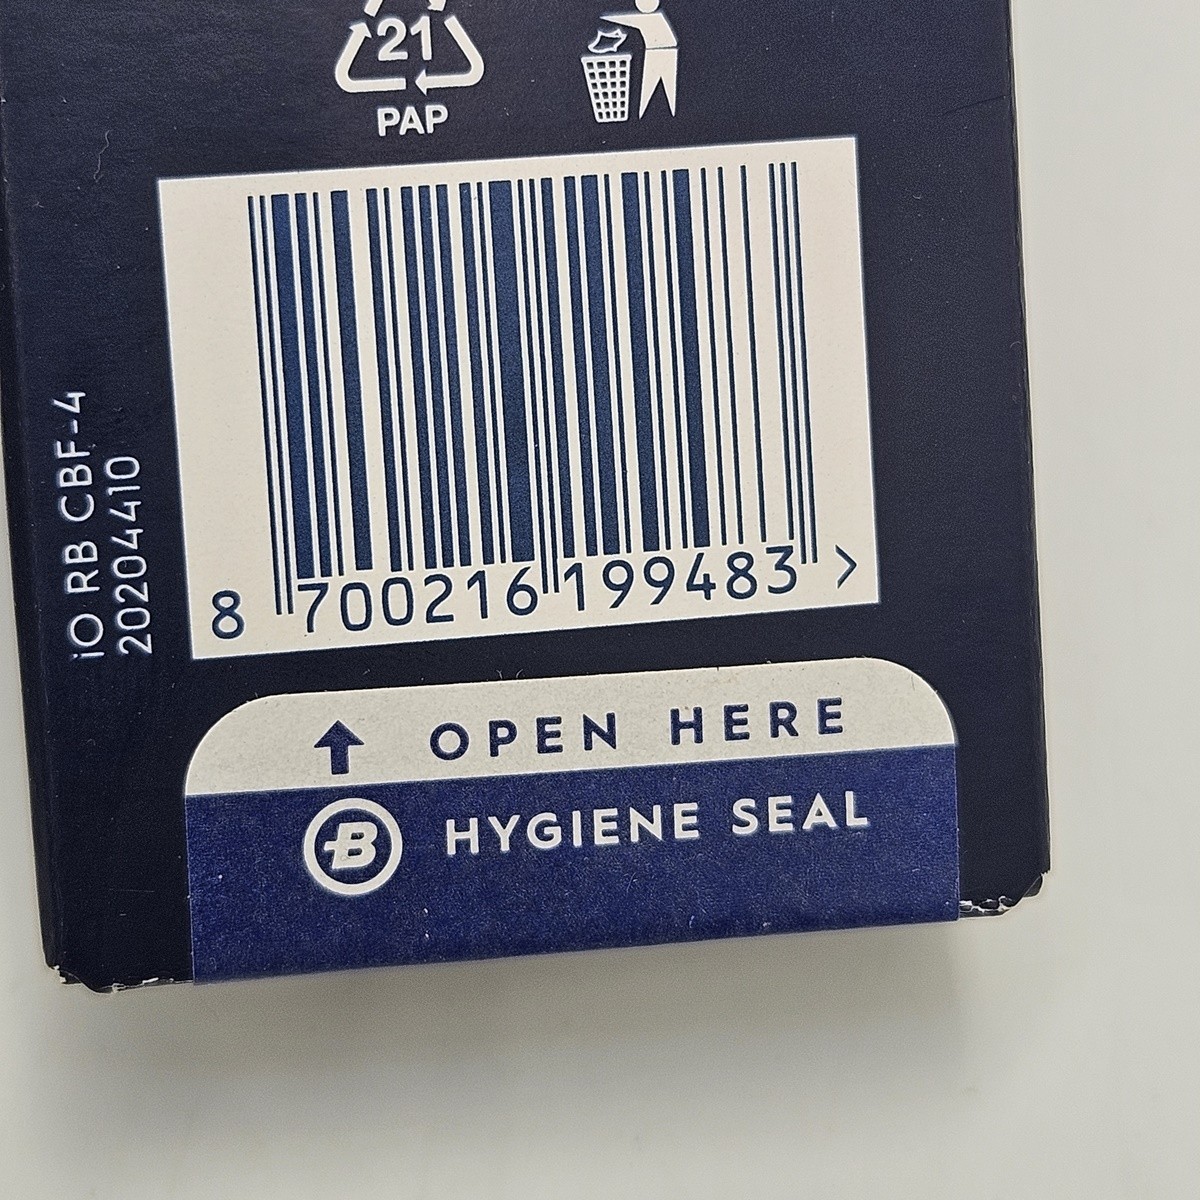 21
PAP
iO RB CBF-4
20204410
8 700216 199483 >
OPEN HERE
B HYGIENE SEAL